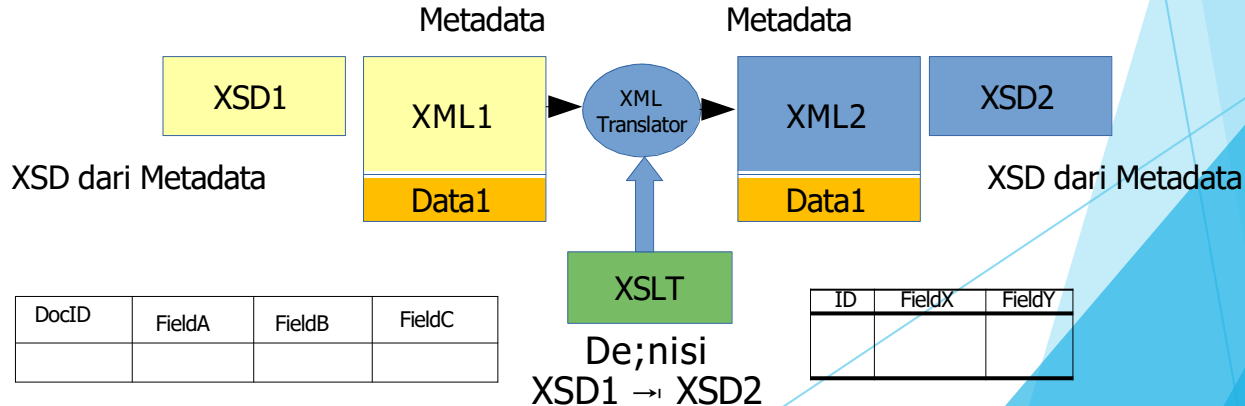 Metadata
Metadata
XSD1
XML1
XML
Translator
XML2
XSD2
XSD dari Metadata
XSD dari Metadata
Data1
Data1
XSLT
DocID
FieldA
FieldB
FieldC
ID
FieldX
FieldY
De;nisi
XSD1 → XSD2